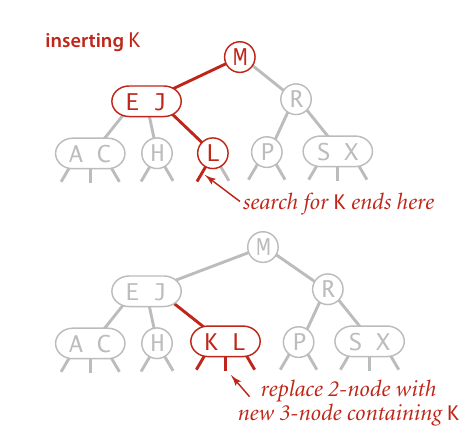 inserting K
M
E J
R
A C
H
L
P
S X
search for K ends here
M
E J
R
A C
H
K L
P
S X
replace 2-node with
new 3-node containing K